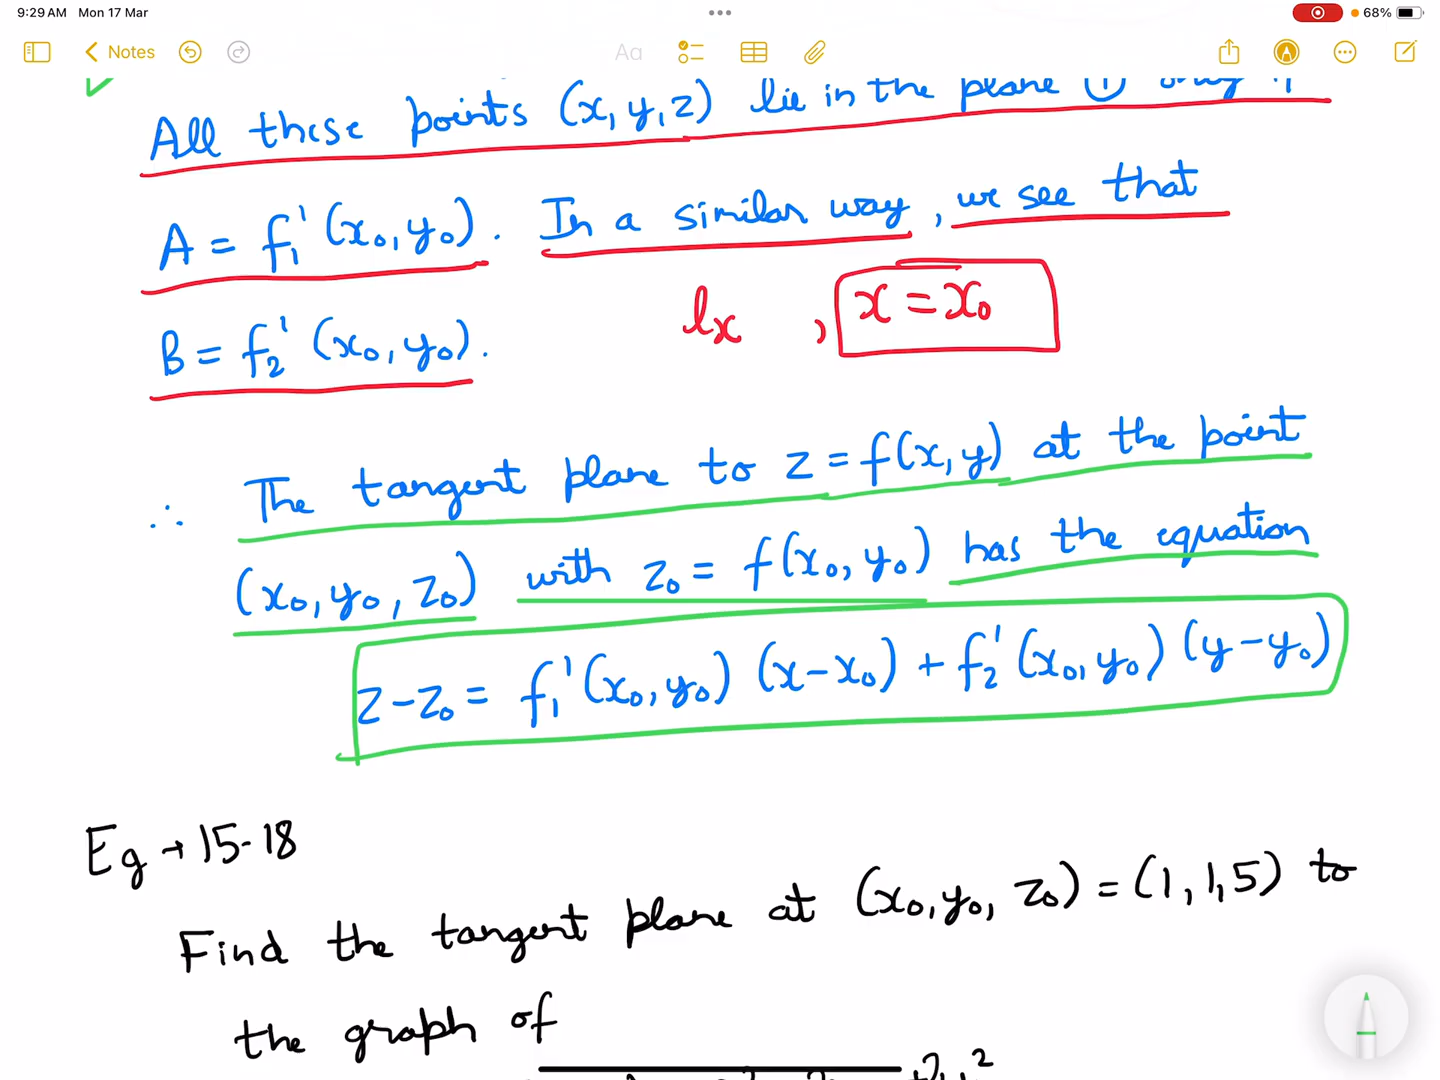 9:29 AM Mon 17 Mar
68%
Notes
Aa
All these points (x, y, z) lie in the plane ①
A = f₁'(x₀, y₀). In a similar way, we see that
lₓ , x = x₀
B = f₂'(x₀, y₀).
∴ The tangent plane to z = f(x, y) at the point
(x₀, y₀, z₀) with z₀ = f(x₀, y₀) has the equation
z - z₀ = f₁'(x₀, y₀) (x - x₀) + f₂'(x₀, y₀) (y - y₀)
Eg → 15-18
Find the tangent plane at (x₀, y₀, z₀) = (1, 1, 5) to
the graph of